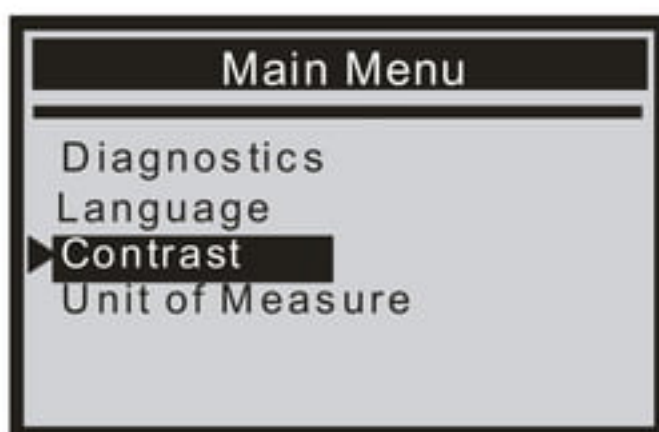 Main Menu
Diagnostics
Language
Contrast
Unit of Measure